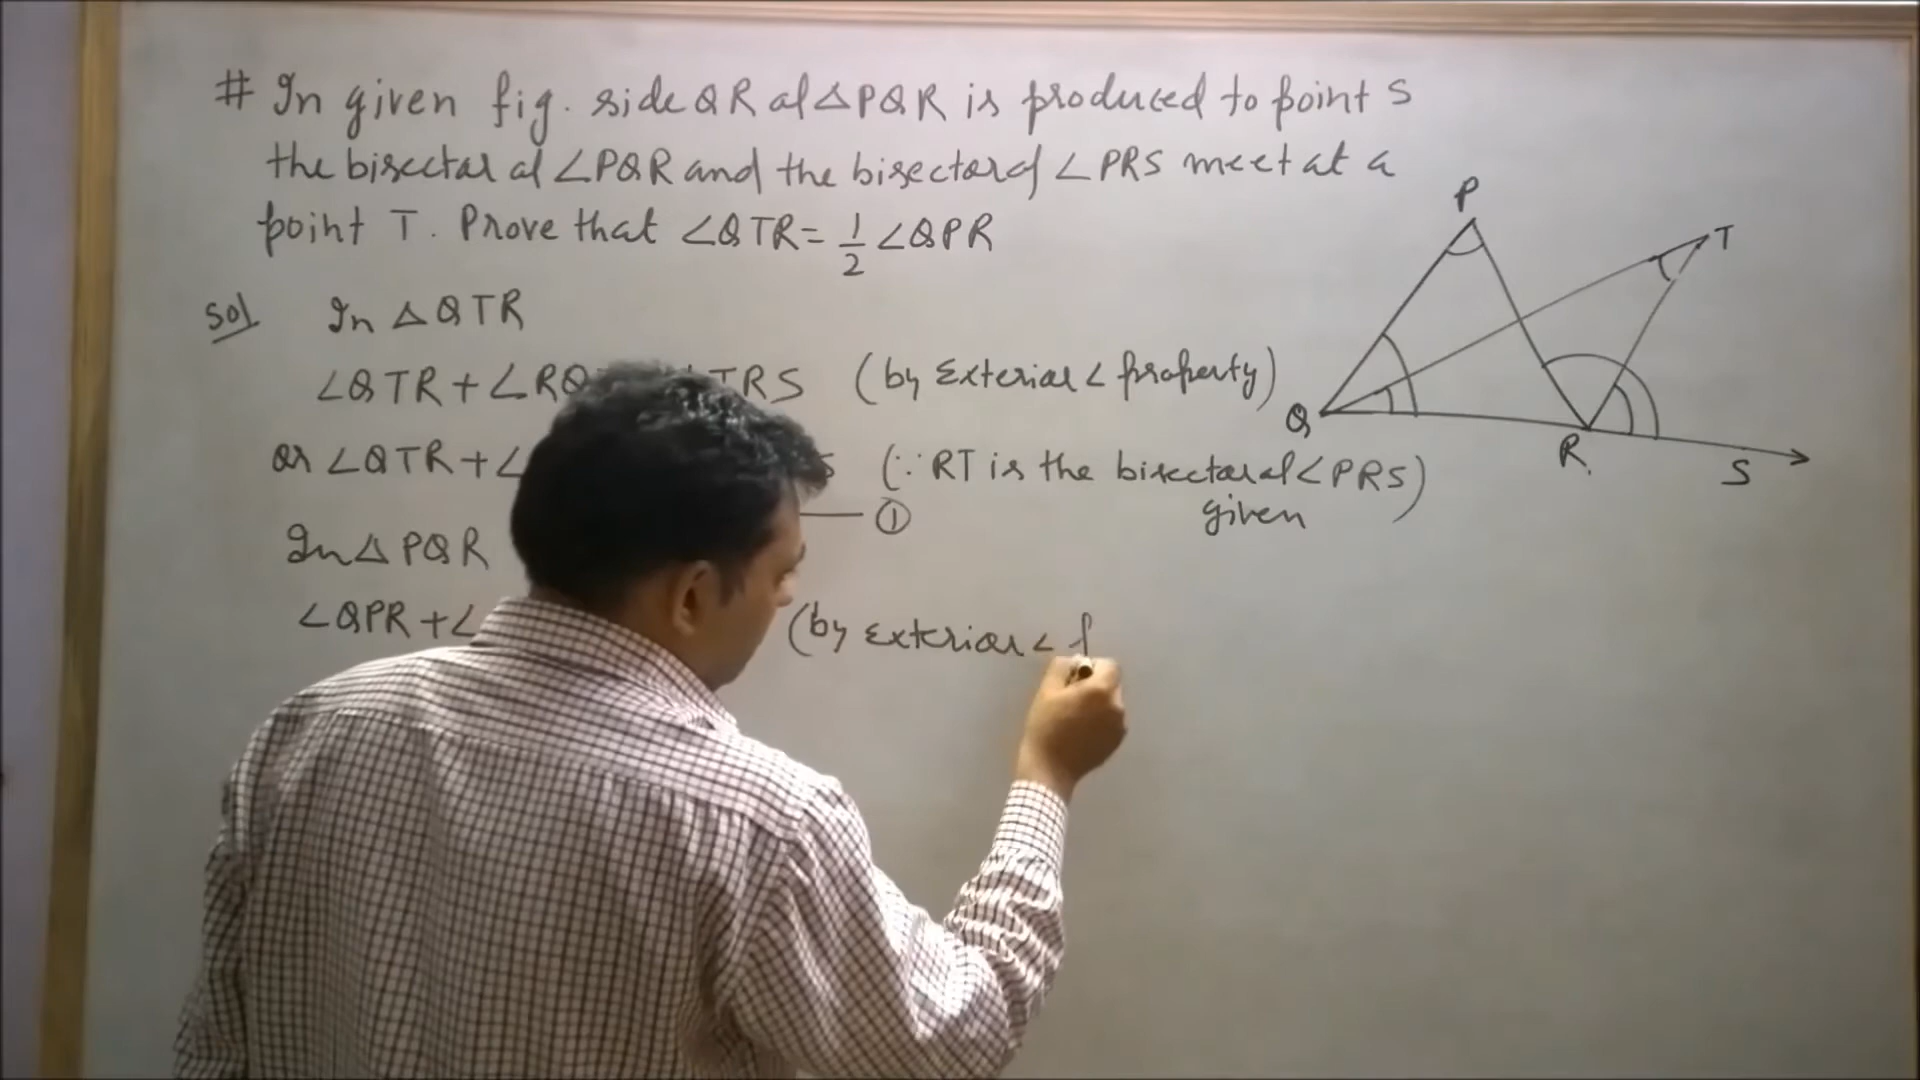 # In given fig. side QR of △PQR is produced to point S
the bisector of ∠PQR and the bisector of ∠PRS meet at a
point T. Prove that ∠QTR = 1/2 ∠QPR
Sol In △QTR
∠QTR + ∠RQ TRS (by Exterior ∠ property)
or ∠QTR + ∠ S (∵ RT is the bisector of ∠PRS)
given
①
In △ PQR
∠QPR + ∠ (by exterior ∠
P
T
Q
R
S